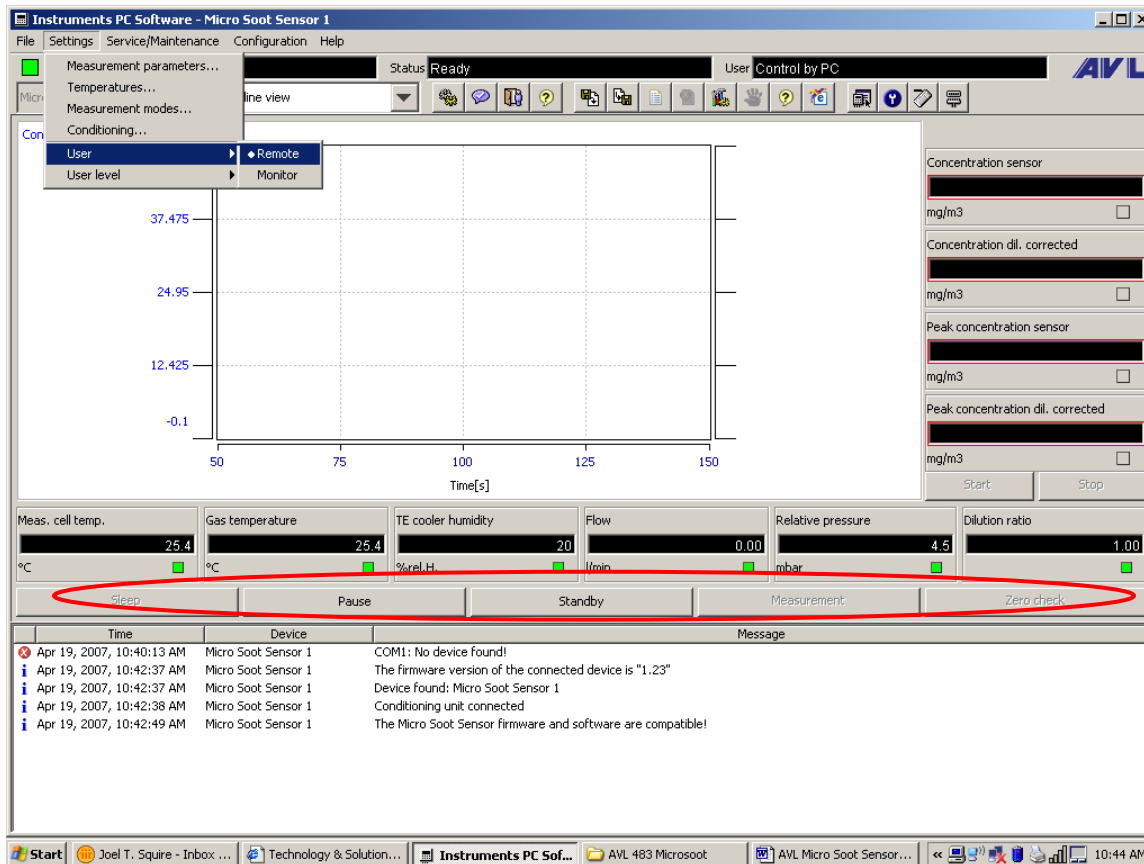 Instruments PC Software - Micro Soot Sensor 1
File Settings Service/Maintenance Configuration Help
Status Ready User Control by PC AVL
Measurement parameters...
Temperatures...
Measurement modes...
Conditioning...
User Remote
User level Monitor
Micro line view
Con
37.475
24.95
12.425
-0.1
50 75 100 125 150
Time[s]
Concentration sensor
mg/m3
Concentration dil. corrected
mg/m3
Peak concentration sensor
mg/m3
Peak concentration dil. corrected
mg/m3
Start Stop
Meas. cell temp. Gas temperature TE cooler humidity Flow Relative pressure Dilution ratio
25.4 25.4 20 0.00 4.5 1.00
°C °C %rel.H. l/min mbar
Sleep Pause Standby Measurement Zero check
Time Device Message
Apr 19, 2007, 10:40:13 AM Micro Soot Sensor 1 COM1: No device found!
Apr 19, 2007, 10:42:37 AM Micro Soot Sensor 1 The firmware version of the connected device is "1.23"
Apr 19, 2007, 10:42:37 AM Micro Soot Sensor 1 Device found: Micro Soot Sensor 1
Apr 19, 2007, 10:42:38 AM Micro Soot Sensor 1 Conditioning unit connected
Apr 19, 2007, 10:42:49 AM Micro Soot Sensor 1 The Micro Soot Sensor firmware and software are compatible!
Start Joel T. Squire - Inbox ... Technology & Solution... Instruments PC Sof... AVL 483 Microsoot AVL Micro Soot Sensor... « 10:44 AM